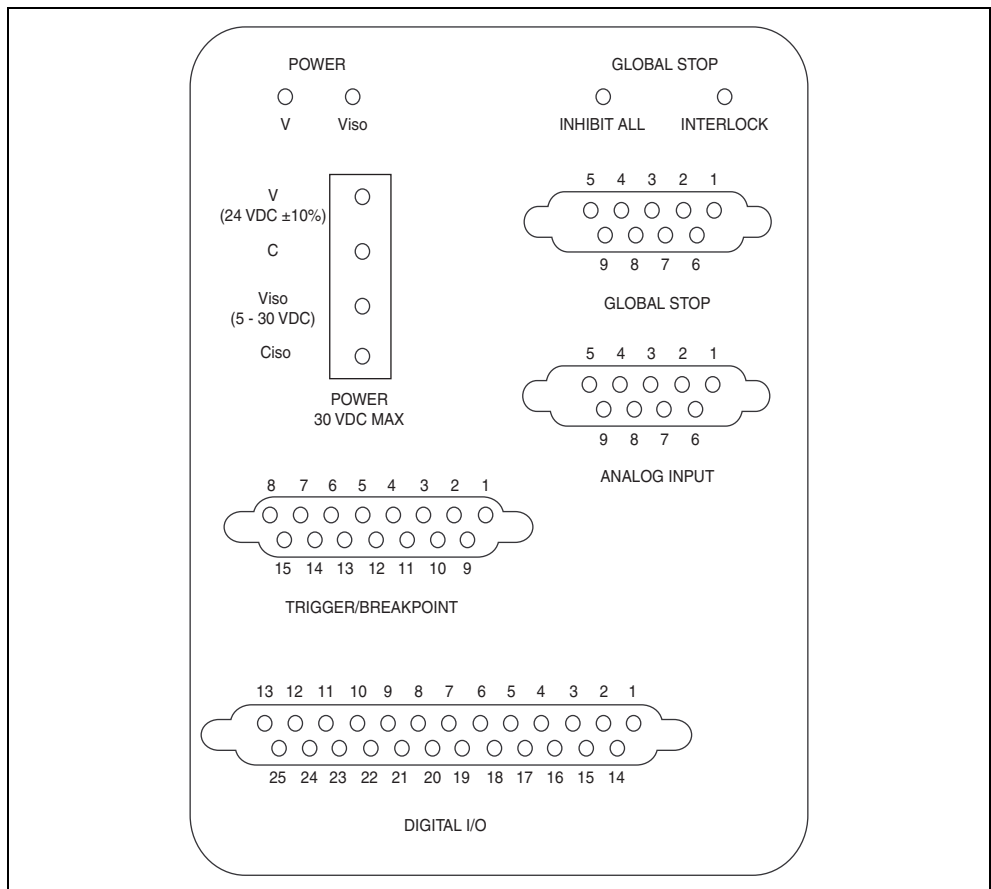 POWER
V Viso
GLOBAL STOP
INHIBIT ALL INTERLOCK
V
(24 VDC ±10%)
C
Viso
(5 - 30 VDC)
Ciso
POWER
30 VDC MAX
5 4 3 2 1
9 8 7 6
GLOBAL STOP
5 4 3 2 1
9 8 7 6
ANALOG INPUT
8 7 6 5 4 3 2 1
15 14 13 12 11 10 9
TRIGGER/BREAKPOINT
13 12 11 10 9 8 7 6 5 4 3 2 1
25 24 23 22 21 20 19 18 17 16 15 14
DIGITAL I/O